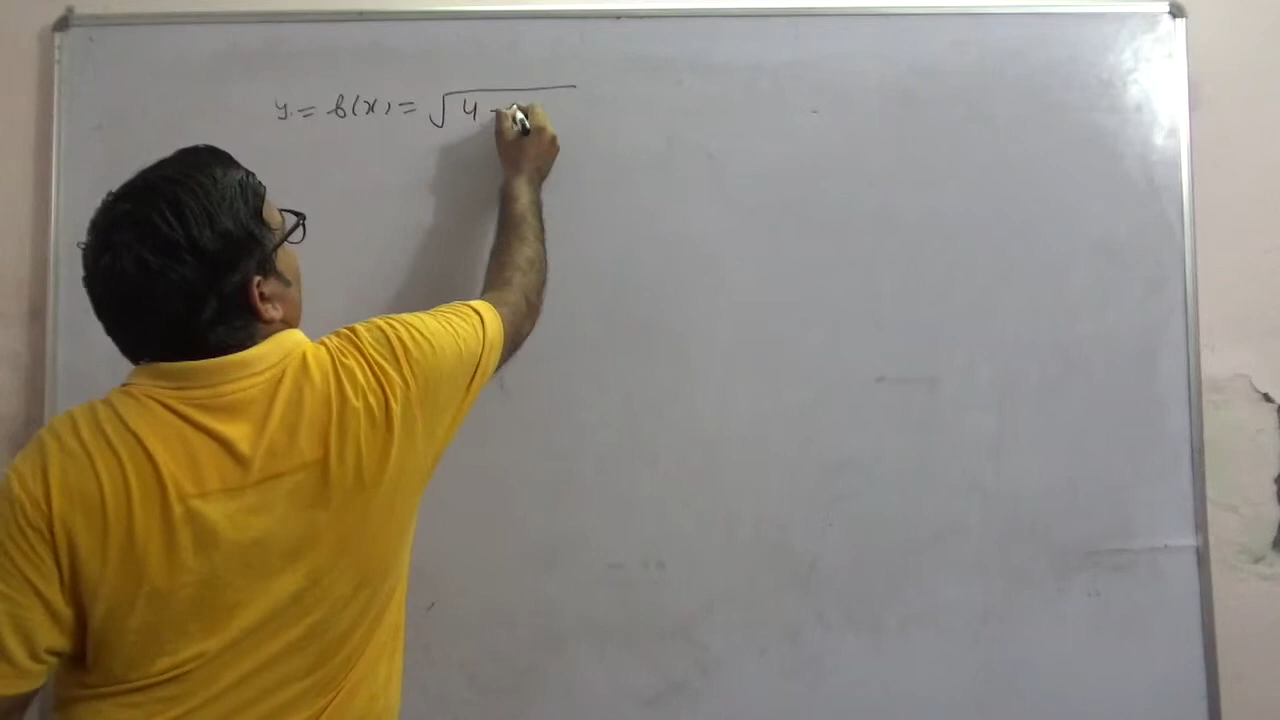 y = f(x) = √4 -